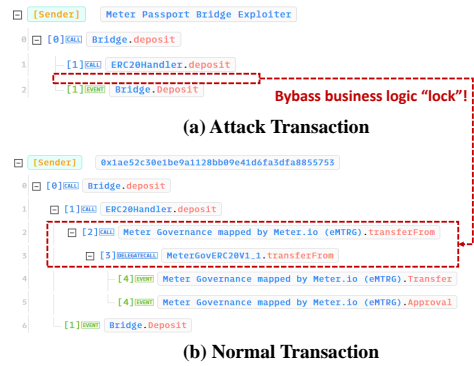 [Sender] Meter Passport Bridge Exploiter
0 [0] CALL Bridge.deposit
1 [1] CALL ERC20Handler.deposit
2 [1] EVENT Bridge.Deposit
Bybass business logic “lock”!
(a) Attack Transaction
[Sender] 0x1ae52c30e1be9a1128bb09e41d6fa3dfa8855753
0 [0] CALL Bridge.deposit
1 [1] CALL ERC20Handler.deposit
2 [2] CALL Meter Governance mapped by Meter.io (eMTRG).transferFrom
3 [3] DELEGATECALL MeterGovERC20V1_1.transferFrom
4 [4] EVENT Meter Governance mapped by Meter.io (eMTRG).Transfer
5 [4] EVENT Meter Governance mapped by Meter.io (eMTRG).Approval
6 [1] EVENT Bridge.Deposit
(b) Normal Transaction